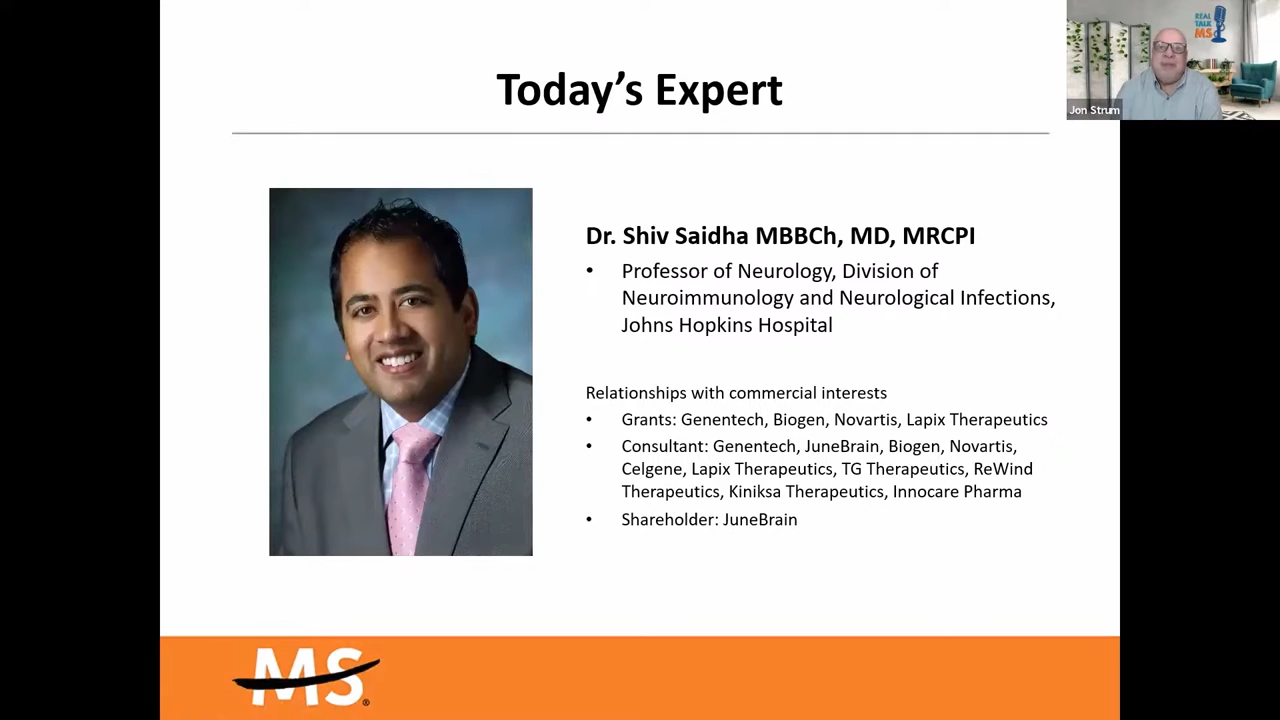 Today's Expert
REAL
TALK
MS
Jon Strum
Dr. Shiv Saidha MBBCh, MD, MRCPI
• Professor of Neurology, Division of
Neuroimmunology and Neurological Infections,
Johns Hopkins Hospital
Relationships with commercial interests
• Grants: Genentech, Biogen, Novartis, Lapix Therapeutics
• Consultant: Genentech, JuneBrain, Biogen, Novartis,
Celgene, Lapix Therapeutics, TG Therapeutics, ReWind
Therapeutics, Kiniksa Therapeutics, Innocare Pharma
• Shareholder: JuneBrain
MS®